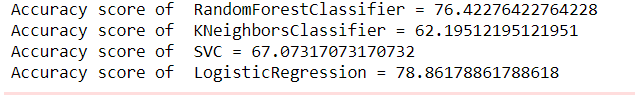 Accuracy score of  RandomForestClassifier = 76.42276422764228
Accuracy score of  KNeighborsClassifier = 62.19512195121951
Accuracy score of  SVC = 67.07317073170732
Accuracy score of  LogisticRegression = 78.86178861788618